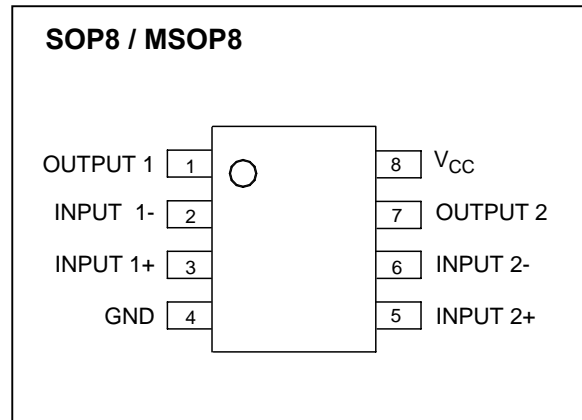 SOP8 / MSOP8
OUTPUT 1 1 8 VCC
INPUT 1- 2 7 OUTPUT 2
INPUT 1+ 3 6 INPUT 2-
GND 4 5 INPUT 2+